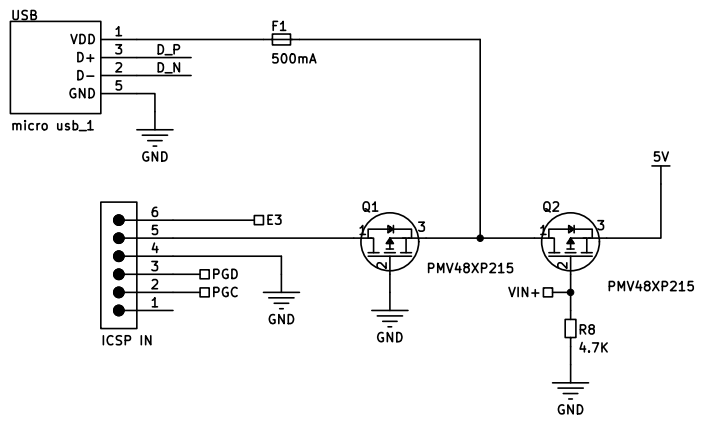 USB
VDD 1
D+ 3 D_P
D- 2 D_N
GND 5
micro usb_1
GND
F1
500mA
5V
6 E3
5
4
3 PGD
2 PGC
1
ICSP IN
GND
Q1
1 3
2
PMV48XP215
GND
Q2
1 3
2
PMV48XP215
VIN+
R8
4.7K
GND